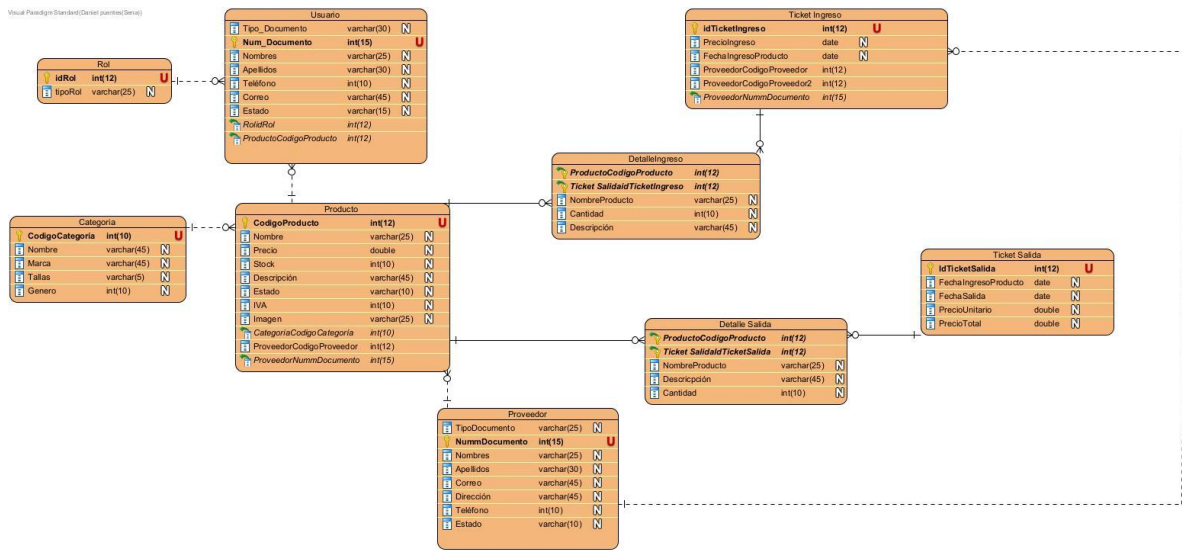 Visual Paradigm Standard(Daniel puentes(Sena))
Usuario
Tipo_Documento varchar(30) N
Num_Documento int(15) U
Nombres varchar(25) N
Apellidos varchar(30) N
Teléfono int(10) N
Correo varchar(45) N
Estado varchar(15) N
RolidRol int(12)
ProductoCodigoProducto int(12)
Rol
idRol int(12) U
tipoRol varchar(25) N
Ticket Ingreso
idTicketIngreso int(12) U
PrecioIngreso date N
FechaIngresoProducto date N
ProveedorCodigoProveedor int(12)
ProveedorCodigoProveedor2 int(12)
ProveedorNummDocumento int(15)
DetalleIngreso
ProductoCodigoProducto int(12)
Ticket SalidaidTicketIngreso int(12)
NombreProducto varchar(25) N
Cantidad int(10) N
Descripción varchar(45) N
Categoria
CodigoCategoria int(10) U
Nombre varchar(45) N
Marca varchar(45) N
Tallas varchar(5) N
Genero int(10) N
Producto
CodigoProducto int(12) U
Nombre varchar(25) N
Precio double N
Stock int(10) N
Descripción varchar(45) N
Estado varchar(10) N
IVA int(10) N
Imagen varchar(25) N
CategoriaCodigoCategoria int(10)
ProveedorCodigoProveedor int(12)
ProveedorNummDocumento int(15)
Ticket Salida
IdTicketSalida int(12) U
FechaIngresoProducto date N
FechaSalida date N
PrecioUnitario double N
PrecioTotal double N
Detalle Salida
ProductoCodigoProducto int(12)
Ticket SalidaIdTicketSalida int(12)
NombreProducto varchar(25) N
Descricpción varchar(45) N
Cantidad int(10) N
Proveedor
TipoDocumento varchar(25) N
NummDocumento int(15) U
Nombres varchar(25) N
Apellidos varchar(30) N
Correo varchar(45) N
Dirección varchar(45) N
Teléfono int(10) N
Estado varchar(10) N